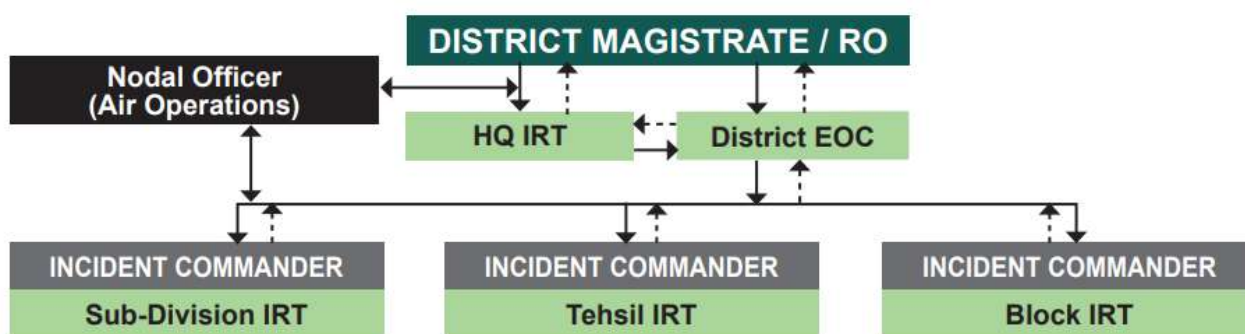 DISTRICT MAGISTRATE / RO
Nodal Officer
(Air Operations)
HQ IRT
District EOC
INCIDENT COMMANDER
Sub-Division IRT
INCIDENT COMMANDER
Tehsil IRT
INCIDENT COMMANDER
Block IRT